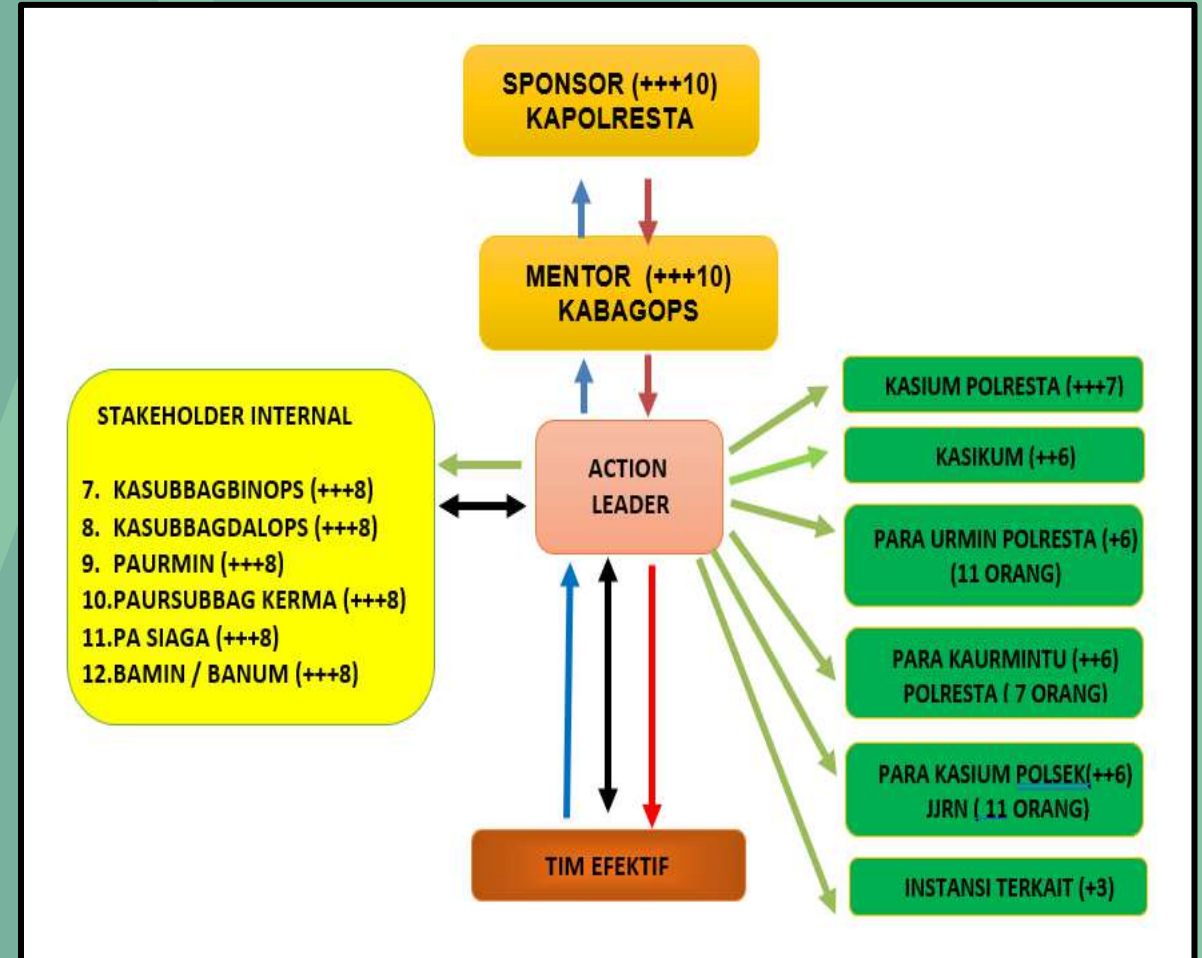 SPONSOR (+++10)
KAPOLRESTA
MENTOR (+++10)
KABAGOPS
STAKEHOLDER INTERNAL
7. KASUBBAGBINOPS (+++8)
8. KASUBBAGDALOPS (+++8)
9. PAURMIN (+++8)
10.PAURSUBBAG KERMA (+++8)
11.PA SIAGA (+++8)
12.BAMIN / BANUM (+++8)
ACTION
LEADER
TIM EFEKTIF
KASIUM POLRESTA (+++7)
KASIKUM (++6)
PARA URMIN POLRESTA (+6)
(11 ORANG)
PARA KAURMINTU (++6)
POLRESTA ( 7 ORANG)
PARA KASIUM POLSEK(++6)
JJRN ( 11 ORANG)
INSTANSI TERKAIT (+3)